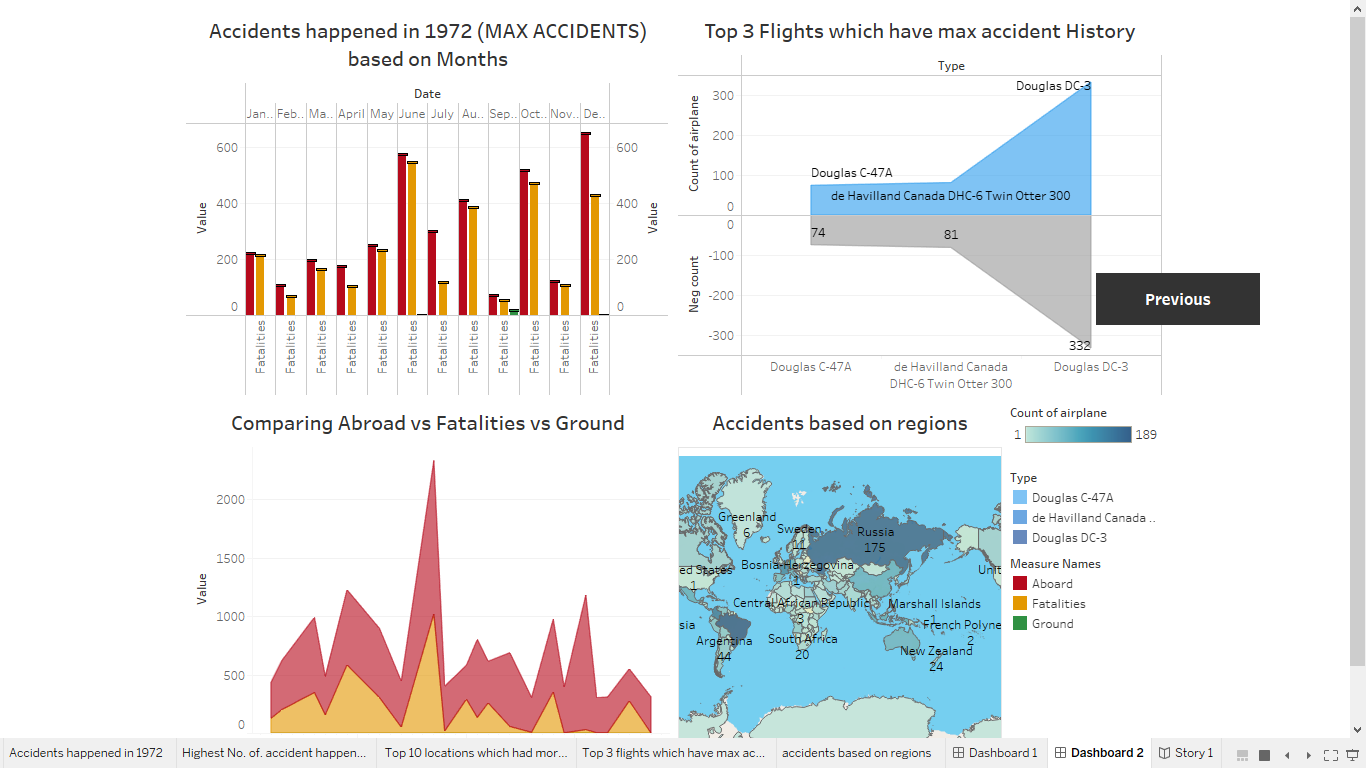 Accidents happened in 1972 (MAX ACCIDENTS)
based on Months
Date
Jan.. Feb.. Ma.. April May June July Au.. Sep.. Oct.. Nov.. De..
600
400
200
0
Value
600
400
200
0
Value
Fatalities Fatalities Fatalities Fatalities Fatalities Fatalities Fatalities Fatalities Fatalities Fatalities Fatalities Fatalities
Top 3 Flights which have max accident History
Type
Count of airplane
300
200
100
0
Douglas DC-3
Douglas C-47A
de Havilland Canada DHC-6 Twin Otter 300
Neg count
0
-100
-200
-300
74
81
332
Douglas C-47A
de Havilland Canada
DHC-6 Twin Otter 300
Douglas DC-3
Previous
Comparing Abroad vs Fatalities vs Ground
Value
2000
1500
1000
500
0
Accidents based on regions
Greenland
6
Sweden
11
Russia
175
ed States
1
Bosnia-Herzegovina
1
Unit
Central African Republic
3
Marshall Islands
1
sia
French Polyne
2
Argentina
44
South Africa
20
New Zealand
24
Count of airplane
1 189
Type
Douglas C-47A
de Havilland Canada ..
Douglas DC-3
Measure Names
Aboard
Fatalities
Ground
Accidents happened in 1972 Highest No. of. accident happen... Top 10 locations which had mor... Top 3 flights which have max ac... accidents based on regions Dashboard 1 Dashboard 2 Story 1